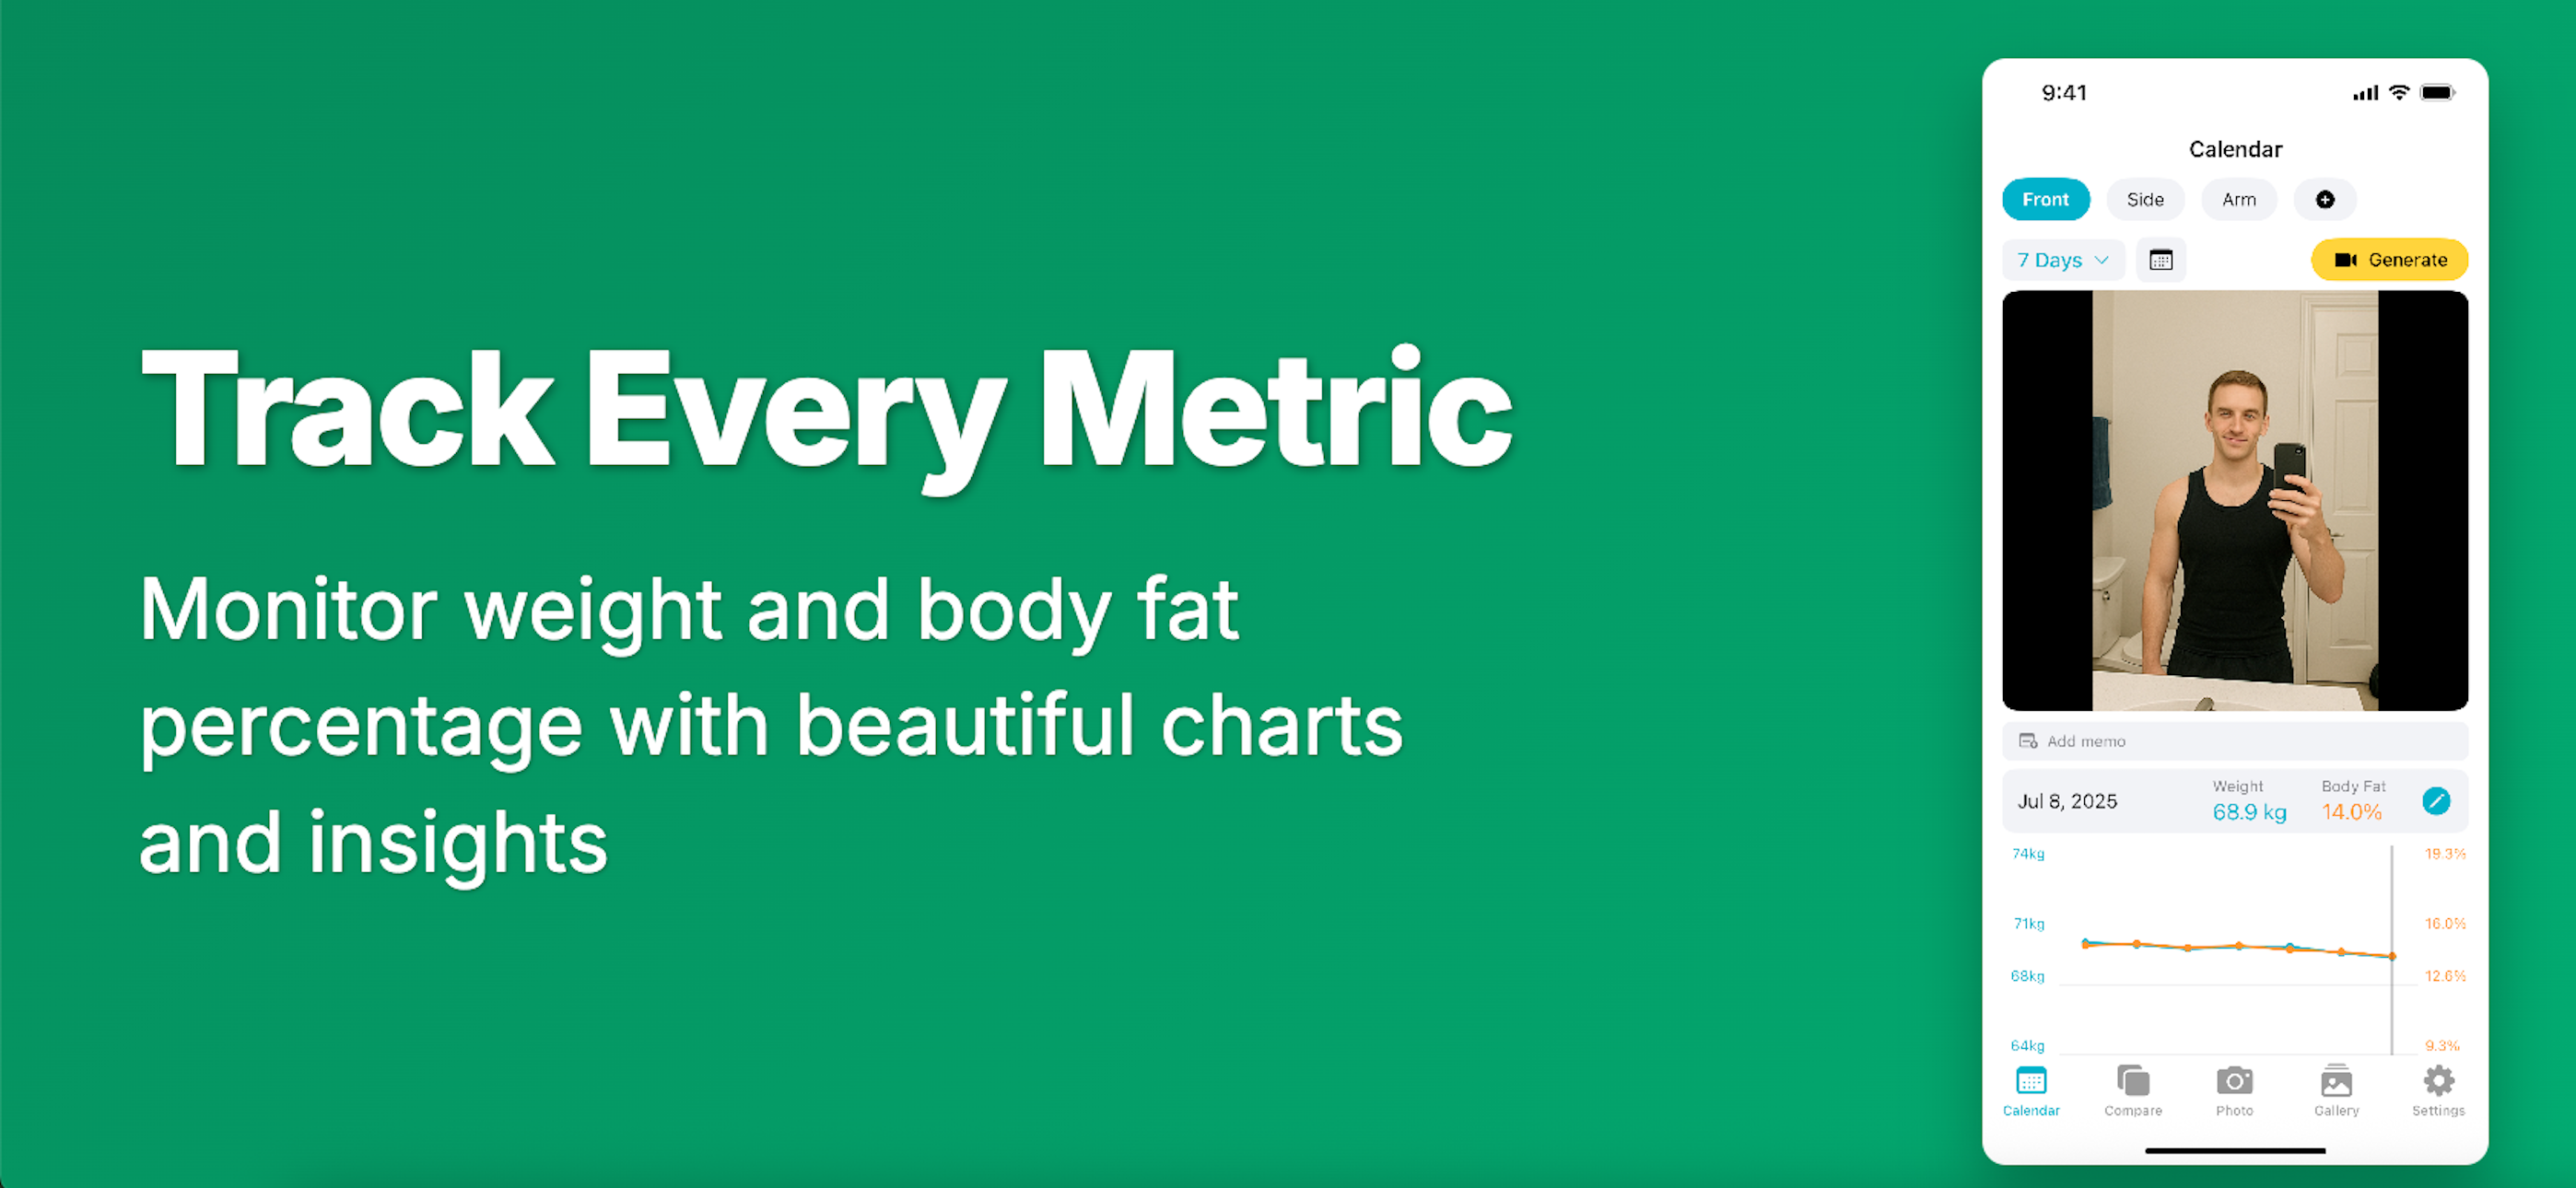 Track Every Metric
Monitor weight and body fat
percentage with beautiful charts
and insights
9:41
Calendar
Front Side Arm
7 Days Generate
Add memo
Weight Body Fat
Jul 8, 2025 68.9 kg 14.0%
74kg 19.3%
71kg 16.0%
68kg 12.6%
64kg 9.3%
Calendar Compare Photo Gallery Settings